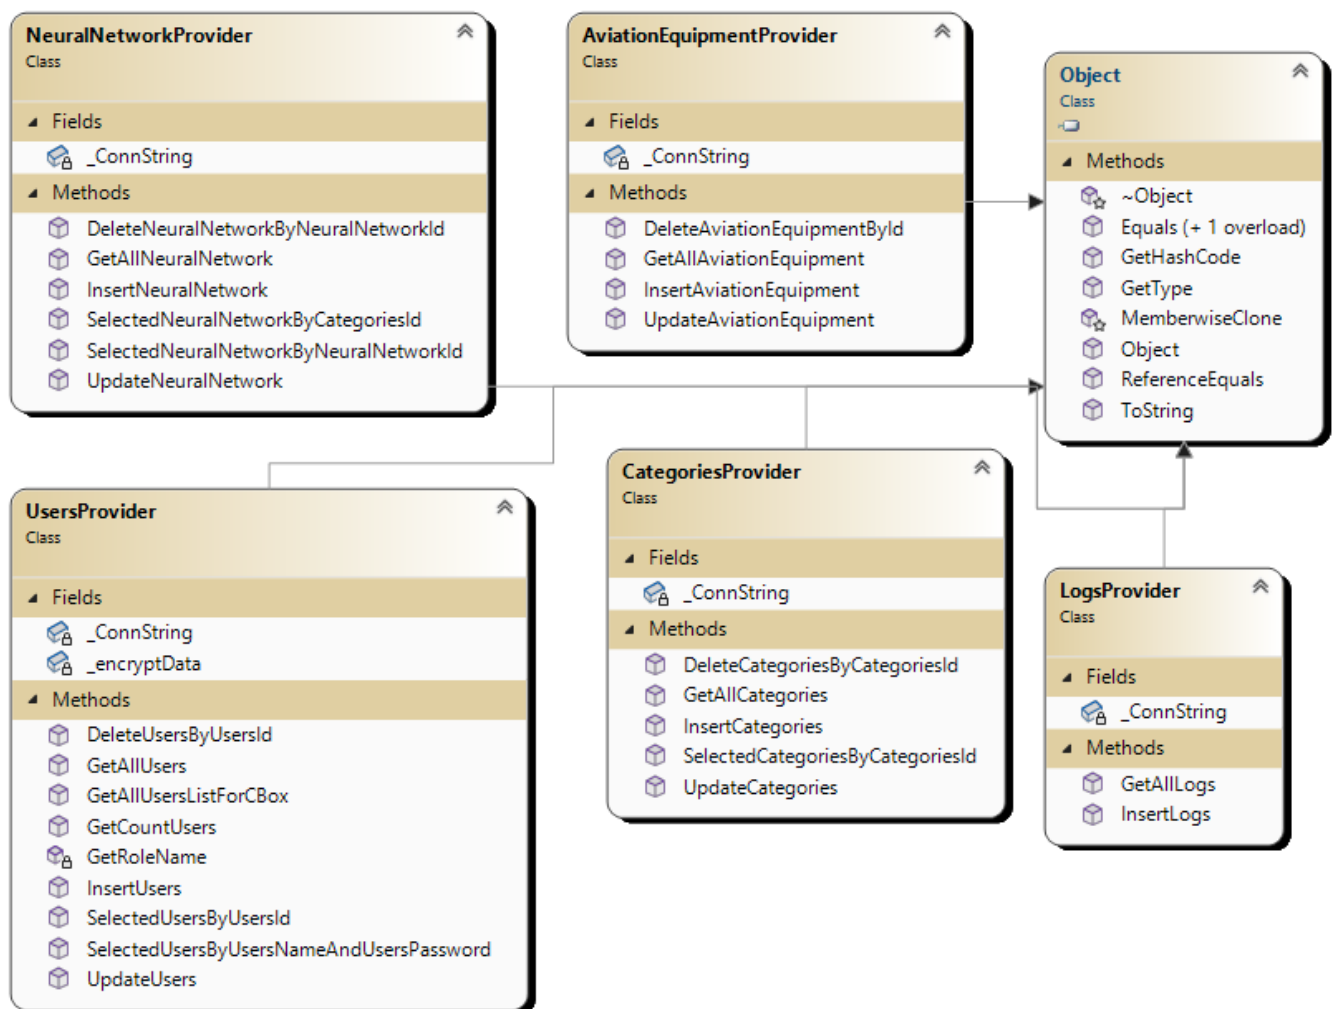 NeuralNetworkProvider
Class
Fields
_ConnString
Methods
DeleteNeuralNetworkByNeuralNetworkId
GetAllNeuralNetwork
InsertNeuralNetwork
SelectedNeuralNetworkByCategoriesId
SelectedNeuralNetworkByNeuralNetworkId
UpdateNeuralNetwork
AviationEquipmentProvider
Class
Fields
_ConnString
Methods
DeleteAviationEquipmentById
GetAllAviationEquipment
InsertAviationEquipment
UpdateAviationEquipment
Object
Class
Methods
~Object
Equals (+ 1 overload)
GetHashCode
GetType
MemberwiseClone
Object
ReferenceEquals
ToString
UsersProvider
Class
Fields
_ConnString
_encryptData
Methods
DeleteUsersByUsersId
GetAllUsers
GetAllUsersListForCBox
GetCountUsers
GetRoleName
InsertUsers
SelectedUsersByUsersId
SelectedUsersByUsersNameAndUsersPassword
UpdateUsers
CategoriesProvider
Class
Fields
_ConnString
Methods
DeleteCategoriesByCategoriesId
GetAllCategories
InsertCategories
SelectedCategoriesByCategoriesId
UpdateCategories
LogsProvider
Class
Fields
_ConnString
Methods
GetAllLogs
InsertLogs